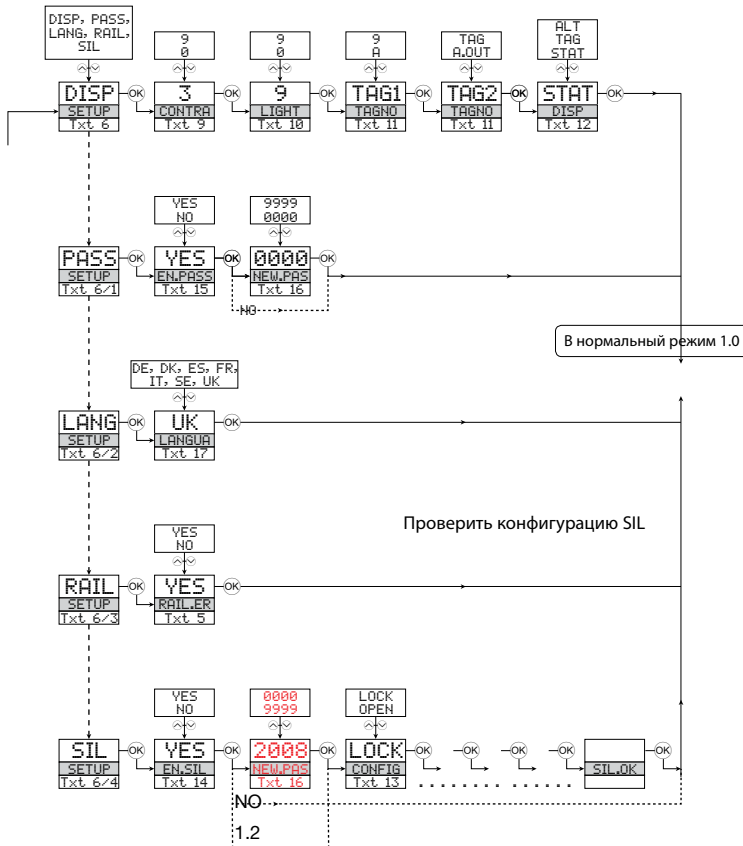 DISP, PASS,
LANG, RAIL,
SIL
9
0
9
0
9
A
TAG
A.OUT
ALT
TAG
STAT
DISP OK 3 OK 9 OK TAG1 OK TAG2 OK STAT OK
SETUP CONTRA LIGHT TAGNO TAGNO DISP
Txt 6 Txt 9 Txt 10 Txt 11 Txt 11 Txt 12
YES
NO
9999
0000
PASS OK YES OK 0000 OK
SETUP EN.PASS NEW.PAS
Txt 6/1 Txt 15 Txt 16
NO
В нормальный режим 1.0
DE, DK, ES, FR,
IT, SE, UK
LANG OK UK OK
SETUP LANGUA
Txt 6/2 Txt 17
Проверить конфигурацию SIL
YES
NO
RAIL OK YES OK
SETUP RAIL.ER
Txt 6/3 Txt 5
YES
NO
0000
9999
LOCK
OPEN
SIL OK YES OK 2008 OK LOCK OK OK OK OK OK
SETUP EN.SIL NEW.PAS CONFIG SIL.OK
Txt 6/4 Txt 14 Txt 16 Txt 13
NO
1.2